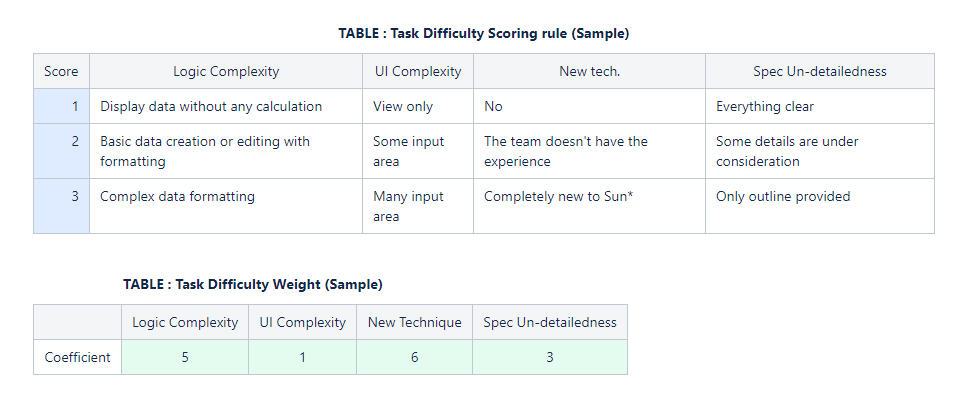 TABLE : Task Difficulty Scoring rule (Sample)
Score Logic Complexity UI Complexity New tech. Spec Un-detailedness
1 Display data without any calculation View only No Everything clear
2 Basic data creation or editing with formatting Some input area The team doesn't have the experience Some details are under consideration
3 Complex data formatting Many input area Completely new to Sun* Only outline provided
TABLE : Task Difficulty Weight (Sample)
Logic Complexity UI Complexity New Technique Spec Un-detailedness
Coefficient 5 1 6 3